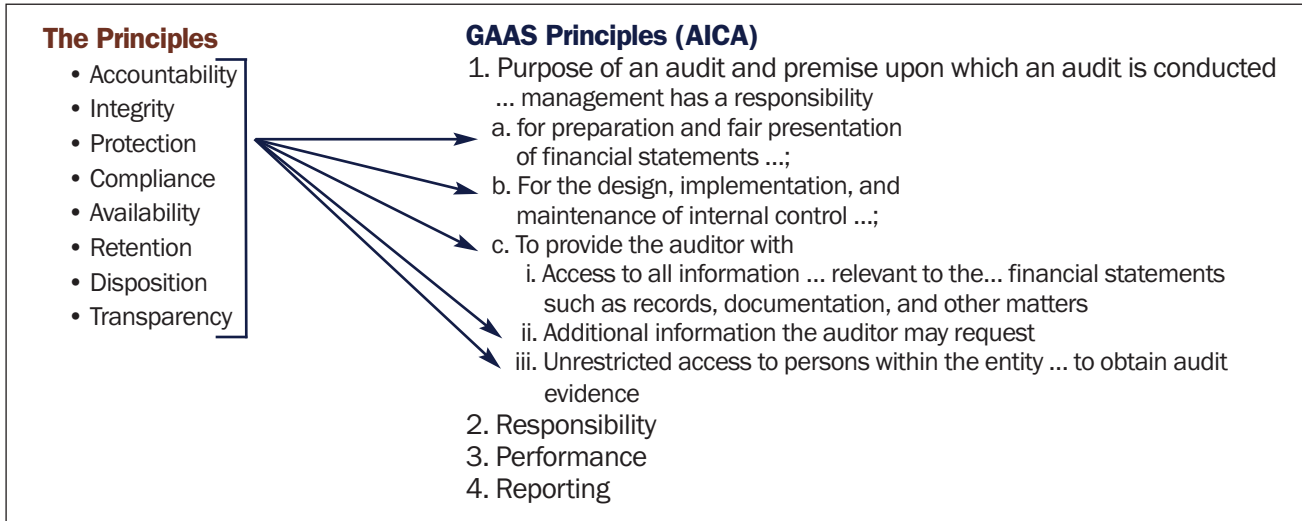 The Principles
• Accountability
• Integrity
• Protection
• Compliance
• Availability
• Retention
• Disposition
• Transparency
GAAS Principles (AICA)
1. Purpose of an audit and premise upon which an audit is conducted
... management has a responsibility
a. for preparation and fair presentation
of financial statements ...;
b. For the design, implementation, and
maintenance of internal control ...;
c. To provide the auditor with
i. Access to all information ... relevant to the... financial statements
such as records, documentation, and other matters
ii. Additional information the auditor may request
iii. Unrestricted access to persons within the entity ... to obtain audit
evidence
2. Responsibility
3. Performance
4. Reporting